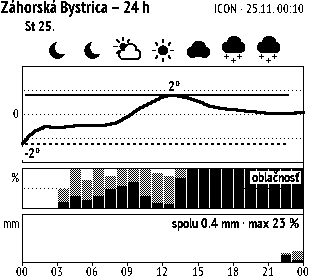 Záhorská Bystrica – 24 h ICON · 25.11. 00:10
St 25.
2°
0
-2°
% oblačnosť
mm spolu 0.4 mm · max 23 %
00 03 06 09 12 15 18 21 00